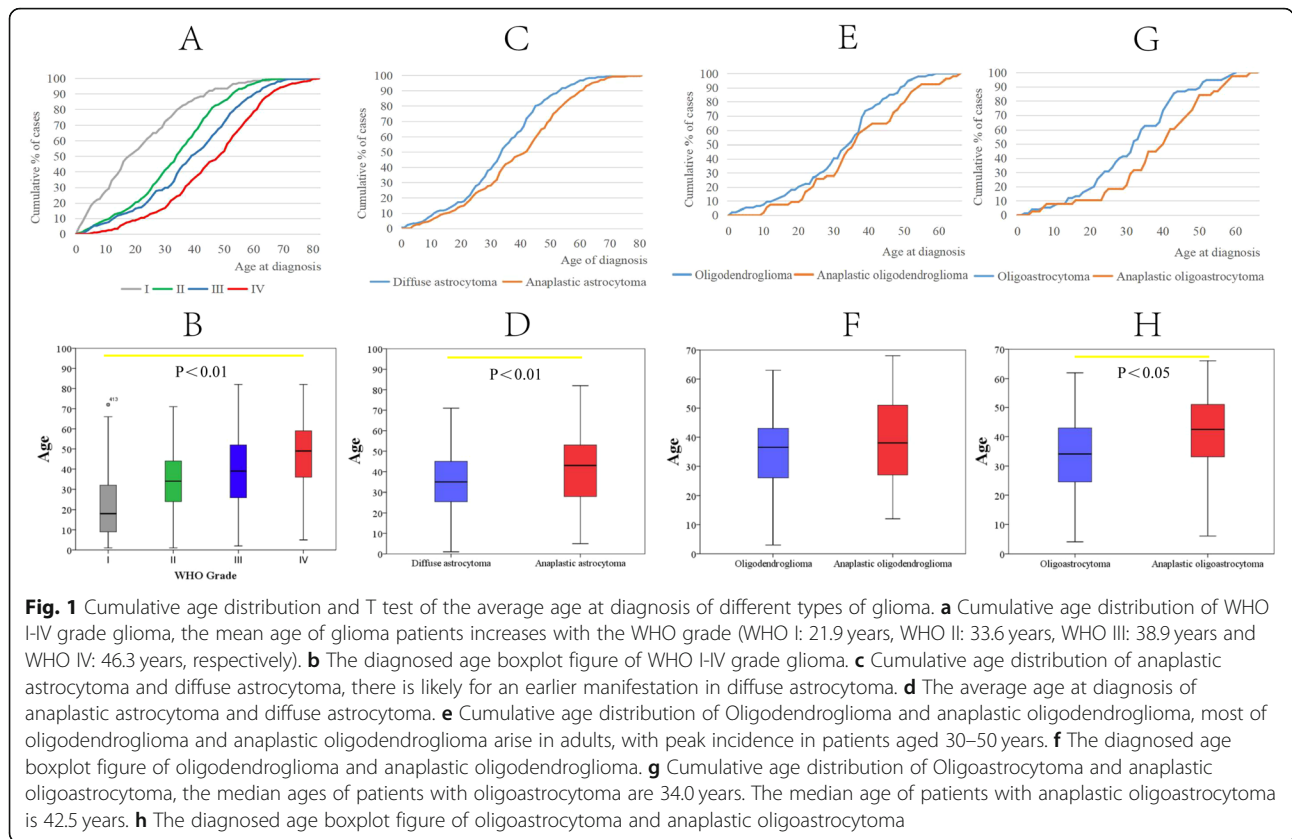 A
C
E
G
Cumulative % of cases
100
90
80
70
60
50
40
30
20
10
0
0 10 20 30 40 50 60 70 80
Age at diagnosis
I II III IV
Cumulative % of cases
100
90
80
70
60
50
40
30
20
10
0
0 10 20 30 40 50 60 70 80
Age of diagnosis
Diffuse astrocytoma Anaplastic astrocytoma
Cumulative % of cases
100
90
80
70
60
50
40
30
20
10
0
0 10 20 30 40 50 60
Age at diagnosis
Oligodendroglioma Anaplastic oligodendroglioma
Cumulative % of cases
100
90
80
70
60
50
40
30
20
10
0
0 10 20 30 40 50 60
Age at diagnosis
Oligoastrocytoma Anaplastic oligoastrocytoma
B
D
F
H
Age
100
90
80
70
60
50
40
30
20
10
0
P<0.01
413
I II III IV
WHO Grade
Age
100
90
80
70
60
50
40
30
20
10
0
P<0.01
Diffuse astrocytoma Anaplastic astrocytoma
Age
70
60
50
40
30
20
10
0
Oligodendroglioma Anaplastic oligodendroglioma
Age
70
60
50
40
30
20
10
0
P<0.05
Oligoastrocytoma Anaplastic oligoastrocytoma
Fig. 1 Cumulative age distribution and T test of the average age at diagnosis of different types of glioma. a Cumulative age distribution of WHO
I-IV grade glioma, the mean age of glioma patients increases with the WHO grade (WHO I: 21.9 years, WHO II: 33.6 years, WHO III: 38.9 years and
WHO IV: 46.3 years, respectively). b The diagnosed age boxplot figure of WHO I-IV grade glioma. c Cumulative age distribution of anaplastic
astrocytoma and diffuse astrocytoma, there is likely for an earlier manifestation in diffuse astrocytoma. d The average age at diagnosis of
anaplastic astrocytoma and diffuse astrocytoma. e Cumulative age distribution of Oligodendroglioma and anaplastic oligodendroglioma, most of
oligodendroglioma and anaplastic oligodendroglioma arise in adults, with peak incidence in patients aged 30–50 years. f The diagnosed age
boxplot figure of oligodendroglioma and anaplastic oligodendroglioma. g Cumulative age distribution of Oligoastrocytoma and anaplastic
oligoastrocytoma, the median ages of patients with oligoastrocytoma are 34.0 years. The median age of patients with anaplastic oligoastrocytoma
is 42.5 years. h The diagnosed age boxplot figure of oligoastrocytoma and anaplastic oligoastrocytoma